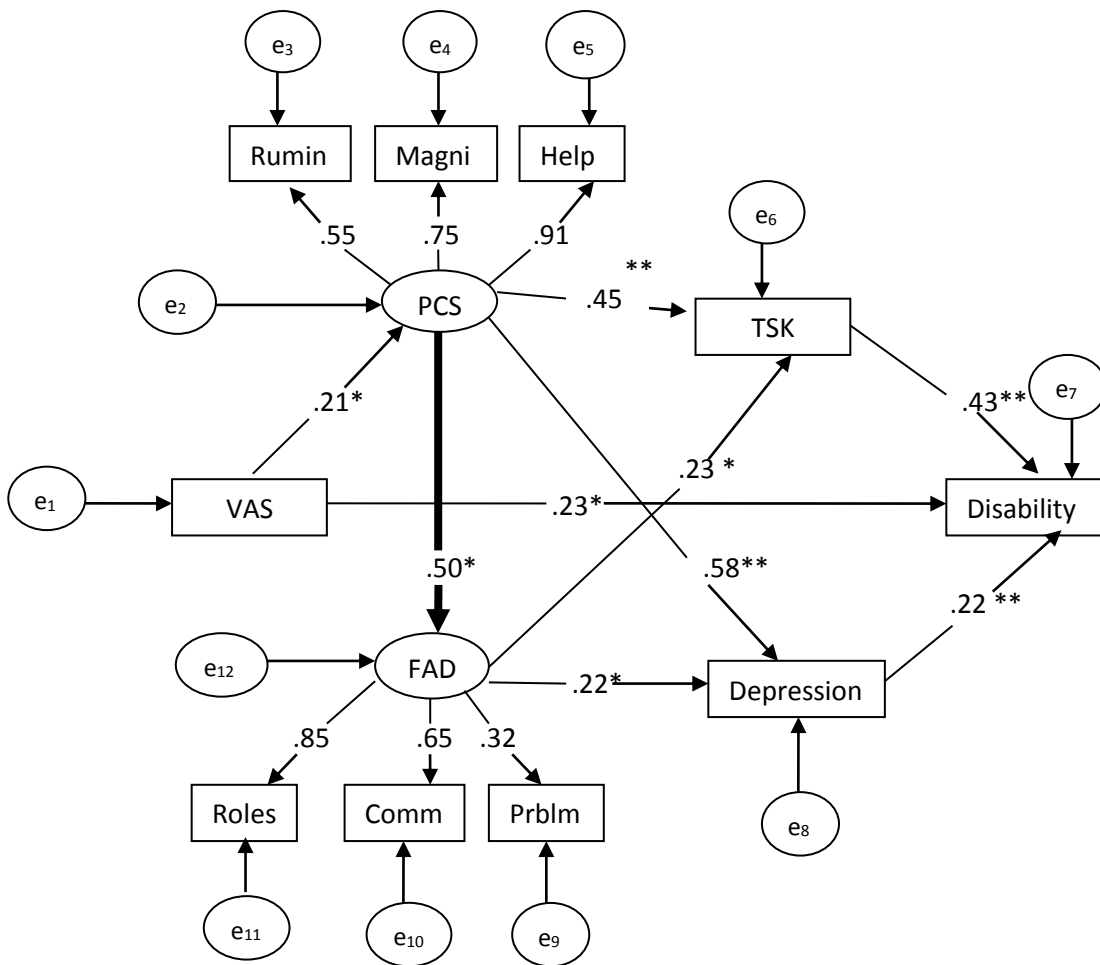 e3 e4 e5
Rumin Magni Help
e6
.55 .75 .91
**
e2 PCS .45
TSK
e7
.21* .43**
.23 *
e1 VAS .23* Disability
.50* .58**
.22 **
e12 FAD
.22* Depression
.85 .65 .32
Roles Comm Prblm
e8
e11 e10 e9